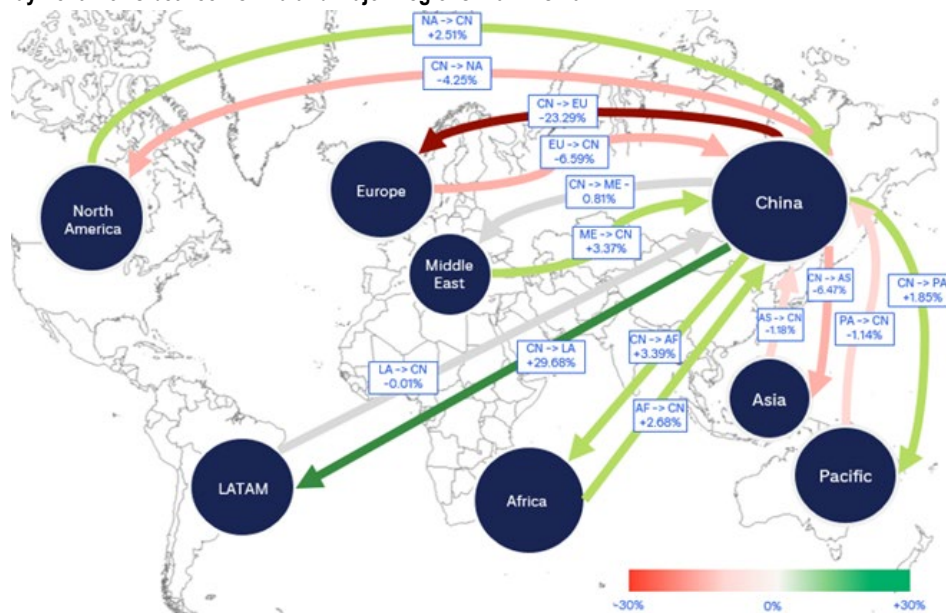 NA -> CN
+2.51%
CN -> NA
-4.25%
CN -> EU
-23.29%
EU -> CN
-6.59%
Europe
CN -> ME -
0.81%
China
North
America
ME -> CN
+3.37%
Middle
East
CN -> AS
-6.47%
CN -> PA
+1.85%
AS -> CN
-1.18%
PA -> CN
-1.14%
CN -> AF
+3.39%
CN -> LA
+29.68%
LA -> CN
-0.01%
AF -> CN
+2.68%
Asia
LATAM
Africa
Pacific
-30%
0%
+30%